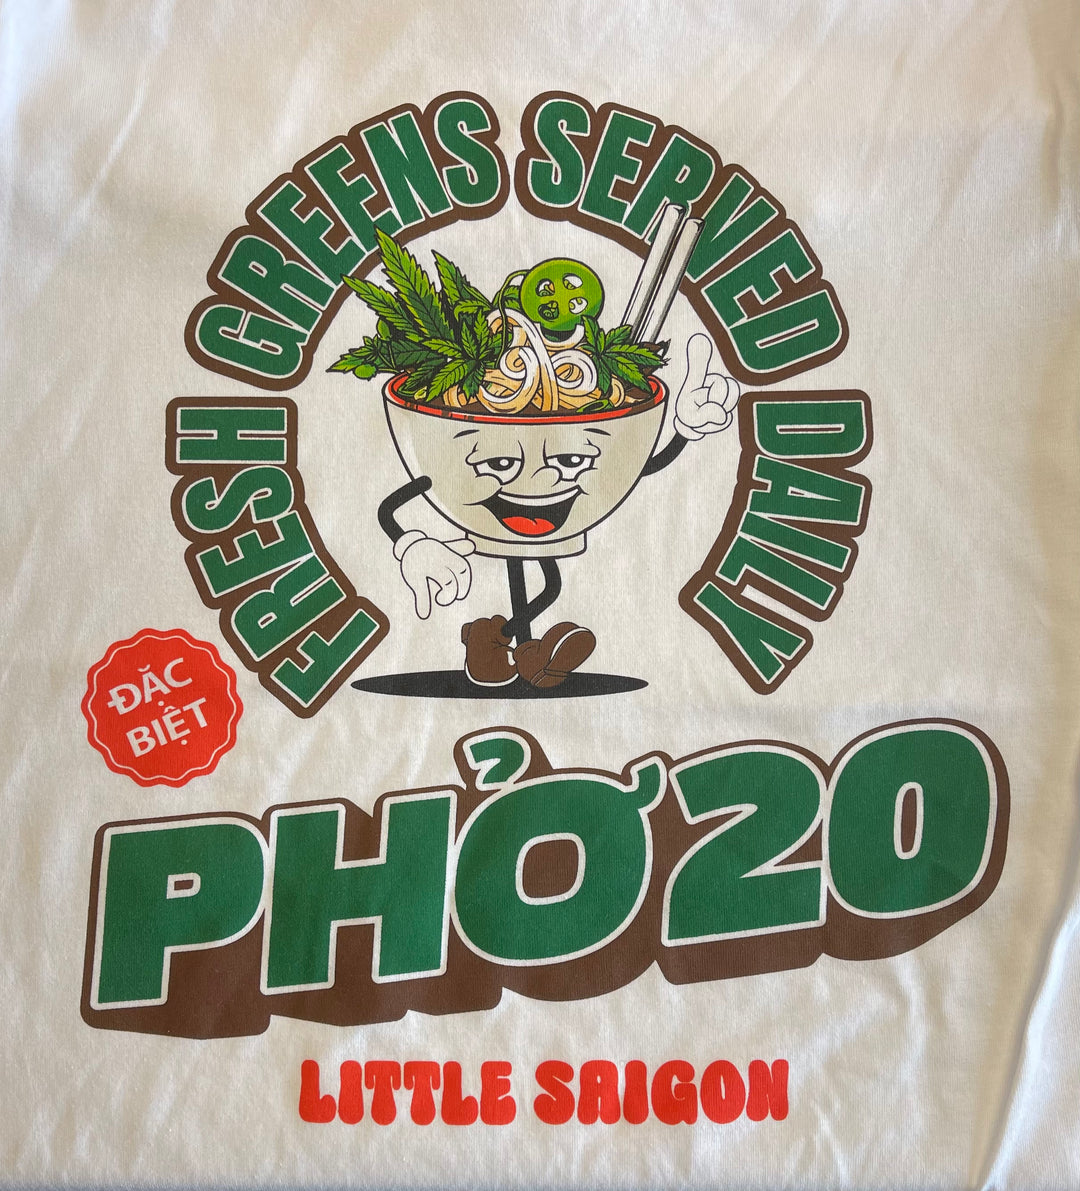 FRESH GREENS SERVED DAILY
ĐẶC
BIỆT
PHỞ20
LITTLE SAIGON